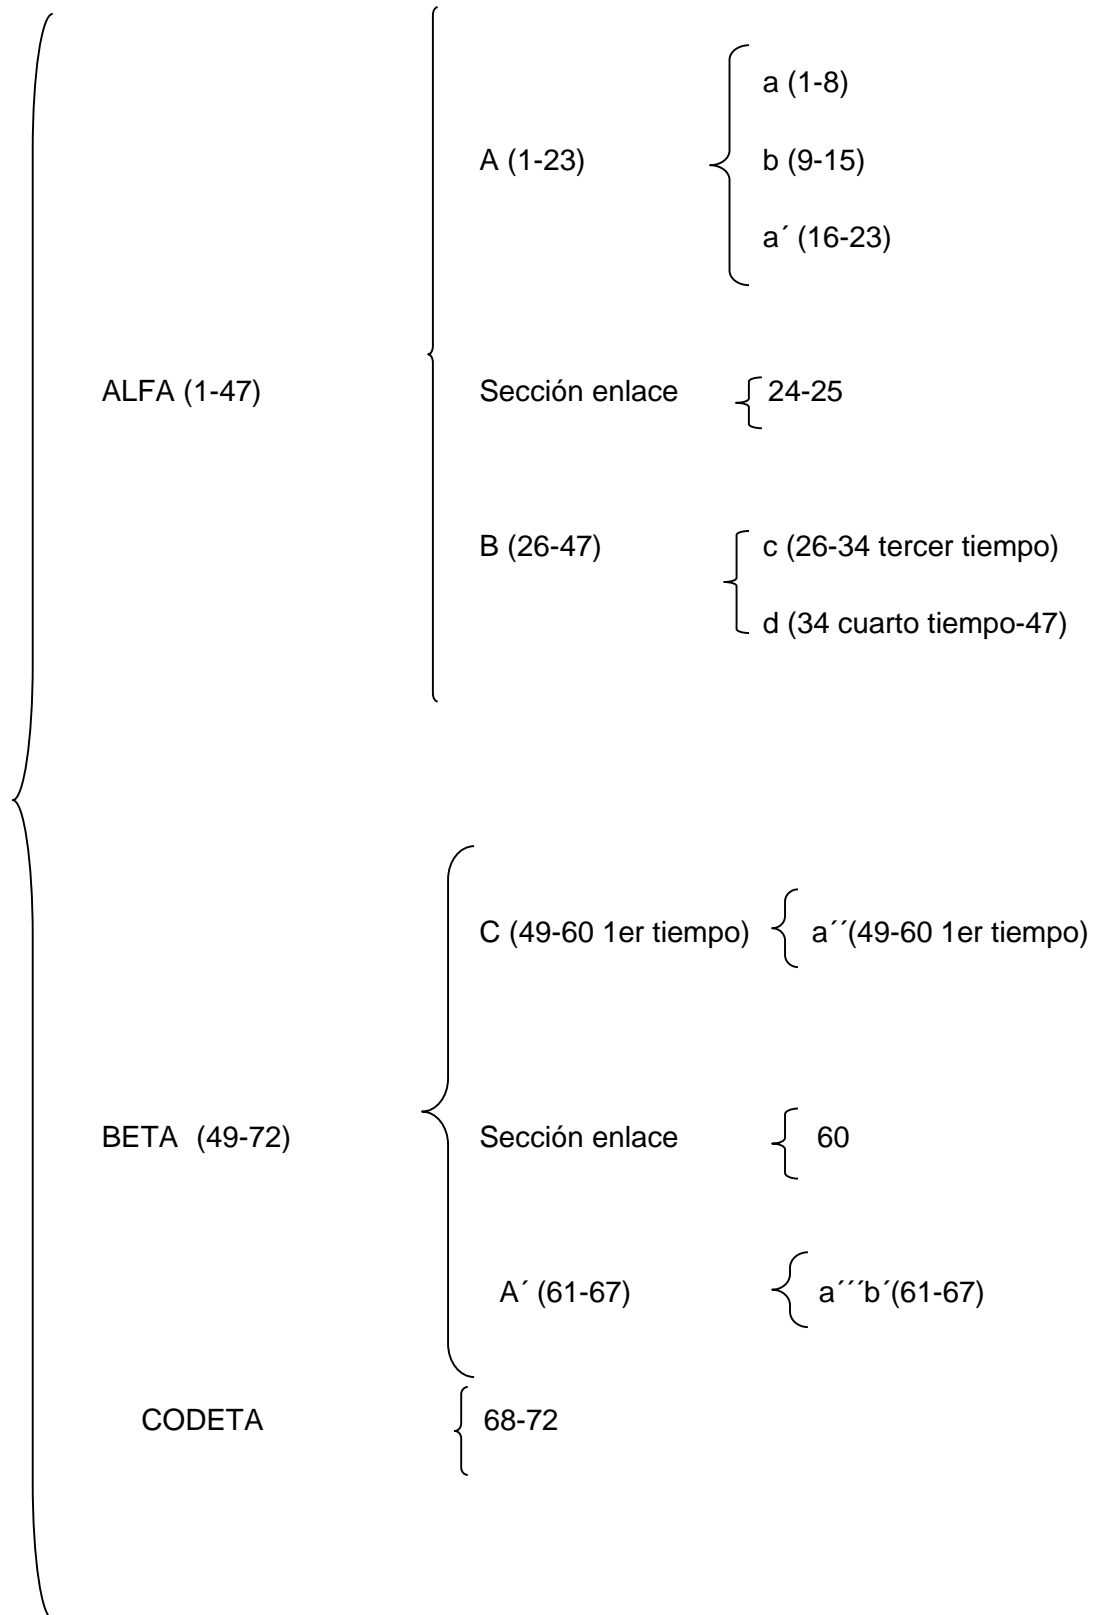 a (1-8)
A (1-23)
b (9-15)
a´ (16-23)
ALFA (1-47)
Sección enlace
24-25
B (26-47)
c (26-34 tercer tiempo)
d (34 cuarto tiempo-47)
C (49-60 1er tiempo)
a´´(49-60 1er tiempo)
BETA (49-72)
Sección enlace
60
A´ (61-67)
a´´´b´(61-67)
CODETA
68-72